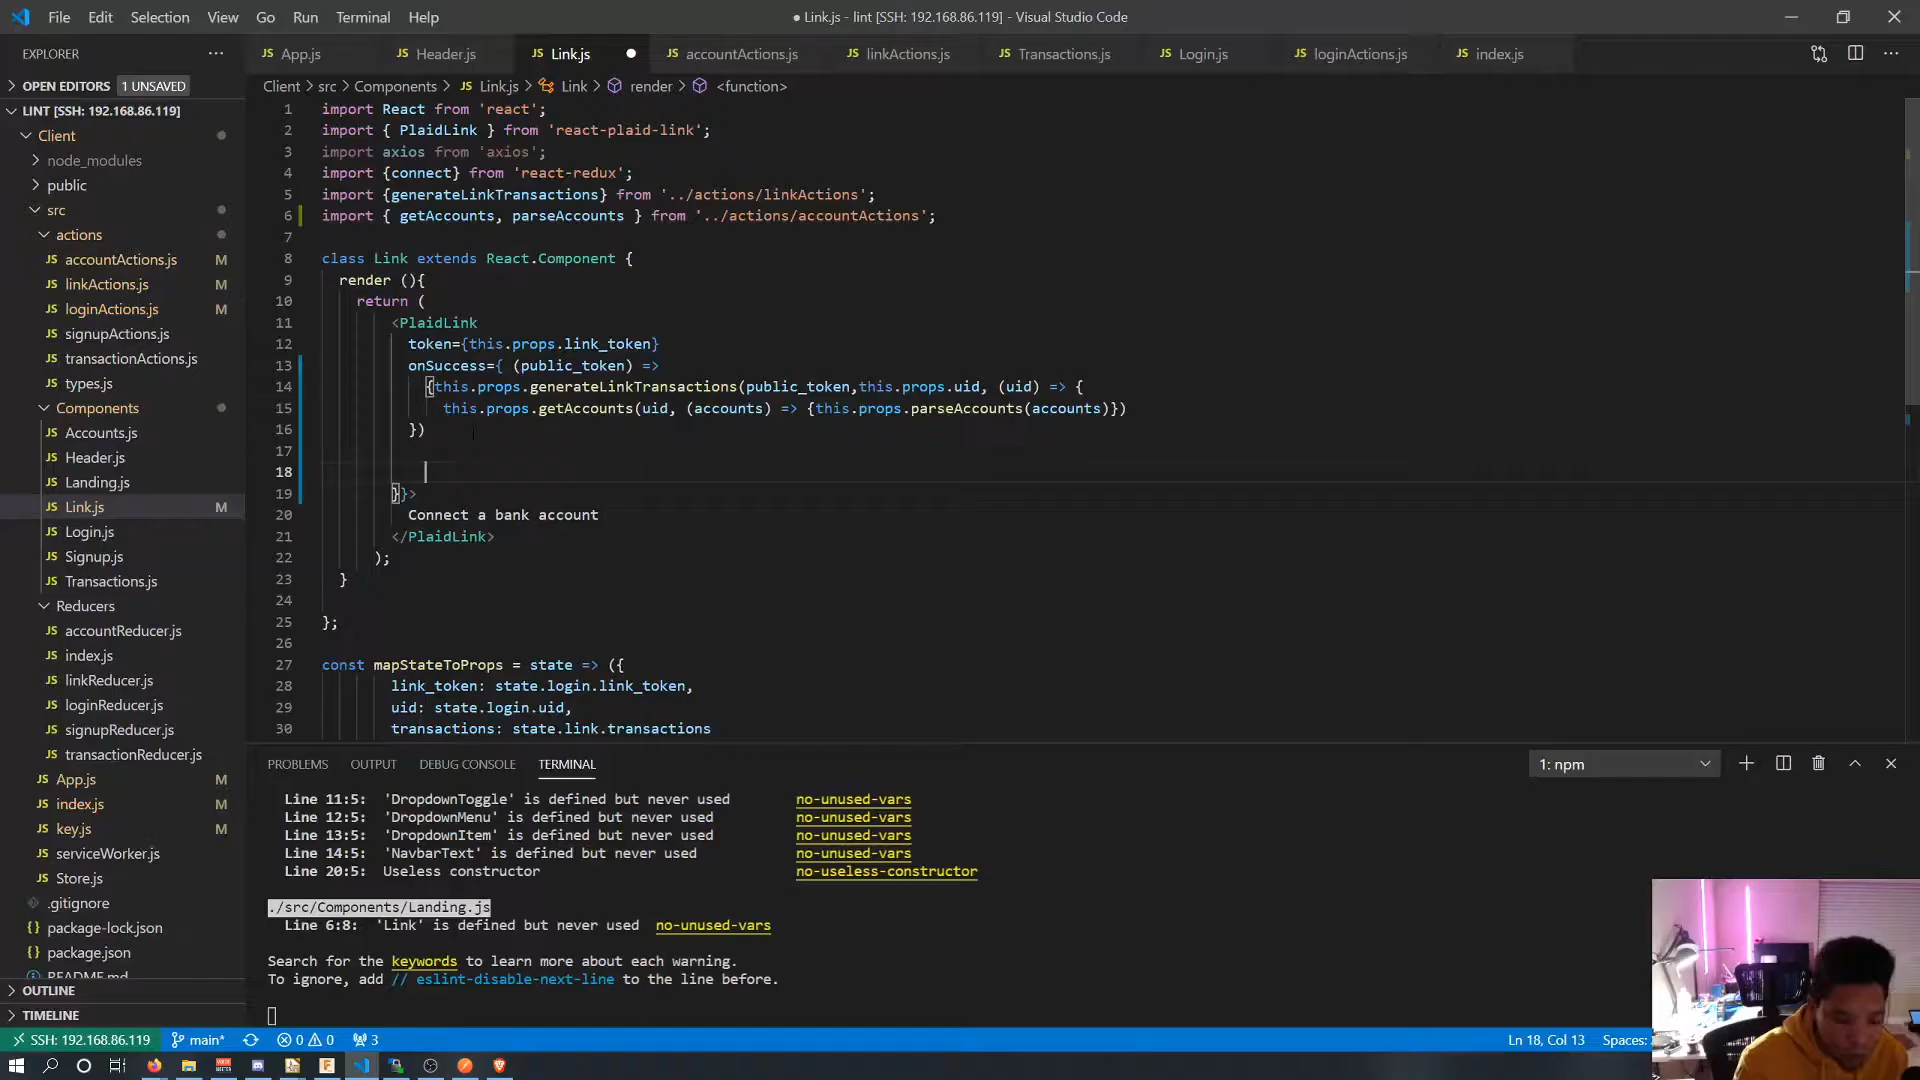 File Edit Selection View Go Run Terminal Help
● Link.js - lint [SSH: 192.168.86.119] - Visual Studio Code
EXPLORER ···
OPEN EDITORS 1 UNSAVED
LINT [SSH: 192.168.86.119]
Client
node_modules
public
src
actions
JS accountActions.js M
JS linkActions.js M
JS loginActions.js M
JS signupActions.js
JS transactionActions.js
JS types.js
Components
JS Accounts.js
JS Header.js
JS Landing.js
JS Link.js M
JS Login.js
JS Signup.js
JS Transactions.js
Reducers
JS accountReducer.js
JS index.js
JS linkReducer.js
JS loginReducer.js
JS signupReducer.js
JS transactionReducer.js
JS App.js M
JS index.js M
JS key.js M
JS serviceWorker.js
JS Store.js
.gitignore
{} package-lock.json
{} package.json
README.md
OUTLINE
TIMELINE
JS App.js JS Header.js JS Link.js ● JS accountActions.js JS linkActions.js JS Transactions.js JS Login.js JS loginActions.js JS index.js
Client > src > Components > JS Link.js > Link > render > <function>
1 import React from 'react';
2 import { PlaidLink } from 'react-plaid-link';
3 import axios from 'axios';
4 import {connect} from 'react-redux';
5 import {generateLinkTransactions} from '../actions/linkActions';
6 import { getAccounts, parseAccounts } from '../actions/accountActions';
7
8 class Link extends React.Component {
9 render (){
10 return (
11 <PlaidLink
12 token={this.props.link_token}
13 onSuccess={ (public_token) =>
14 {this.props.generateLinkTransactions(public_token,this.props.uid, (uid) => {
15 this.props.getAccounts(uid, (accounts) => {this.props.parseAccounts(accounts)})
16 })
17
18
19 }}>
20 Connect a bank account
21 </PlaidLink>
22 );
23 }
24
25 };
26
27 const mapStateToProps = state => ({
28 link_token: state.login.link_token,
29 uid: state.login.uid,
30 transactions: state.link.transactions
PROBLEMS OUTPUT DEBUG CONSOLE TERMINAL 1: npm
Line 11:5: 'DropdownToggle' is defined but never used no-unused-vars
Line 12:5: 'DropdownMenu' is defined but never used no-unused-vars
Line 13:5: 'DropdownItem' is defined but never used no-unused-vars
Line 14:5: 'NavbarText' is defined but never used no-unused-vars
Line 20:5: Useless constructor no-useless-constructor
./src/Components/Landing.js
Line 6:8: 'Link' is defined but never used no-unused-vars
Search for the keywords to learn more about each warning.
To ignore, add // eslint-disable-next-line to the line before.
SSH: 192.168.86.119 main* 0 0 3 Ln 18, Col 13 Spaces: